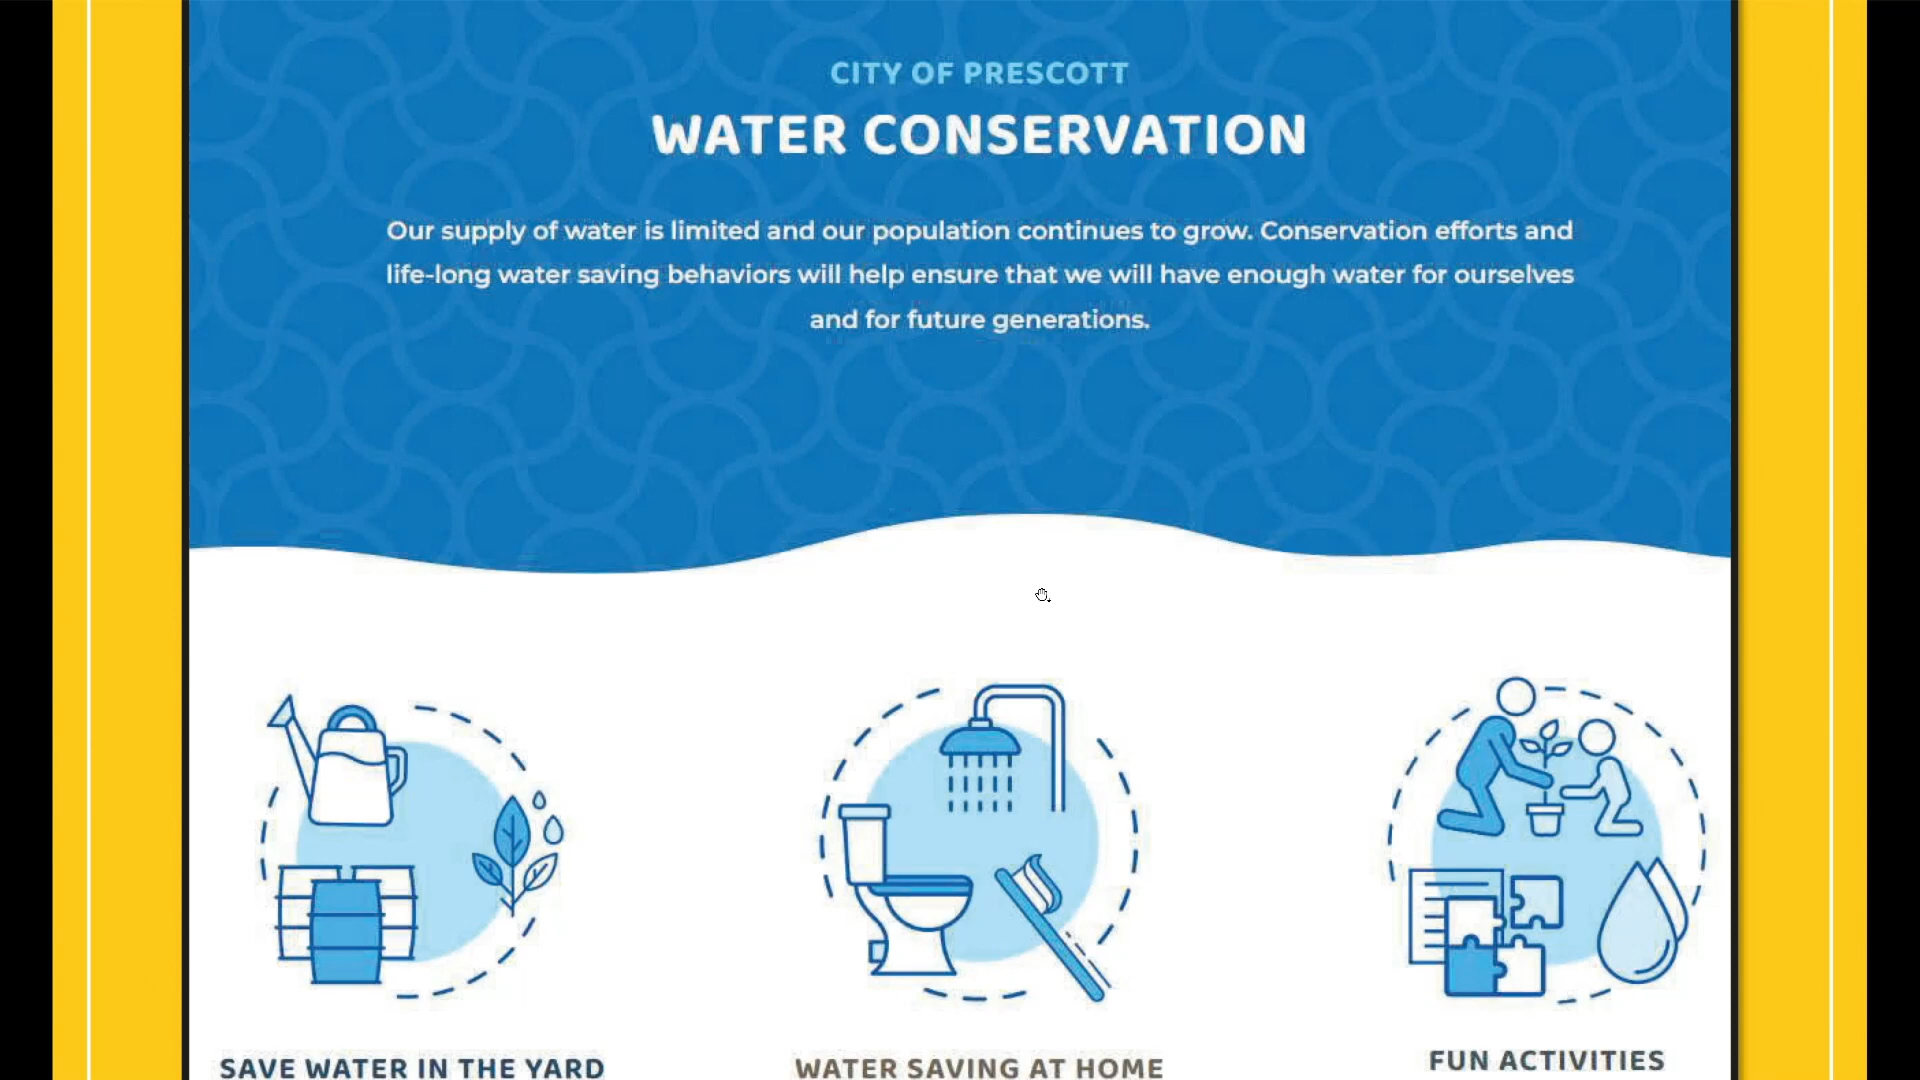 CITY OF PRESCOTT
WATER CONSERVATION
Our supply of water is limited and our population continues to grow. Conservation efforts and
life-long water saving behaviors will help ensure that we will have enough water for ourselves
and for future generations.
SAVE WATER IN THE YARD
WATER SAVING AT HOME
FUN ACTIVITIES